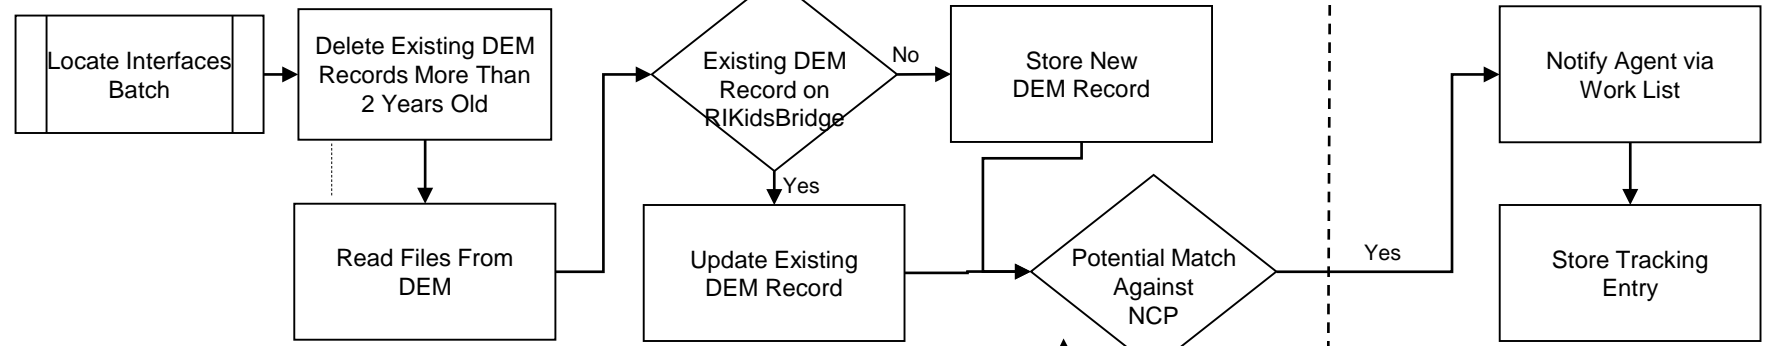 Locate Interfaces
Batch
Delete Existing DEM
Records More Than
2 Years Old
Read Files From
DEM
Existing DEM
Record on
RIKidsBridge
No
Yes
Store New
DEM Record
Update Existing
DEM Record
Potential Match
Against
NCP
Yes
Notify Agent via
Work List
Store Tracking
Entry